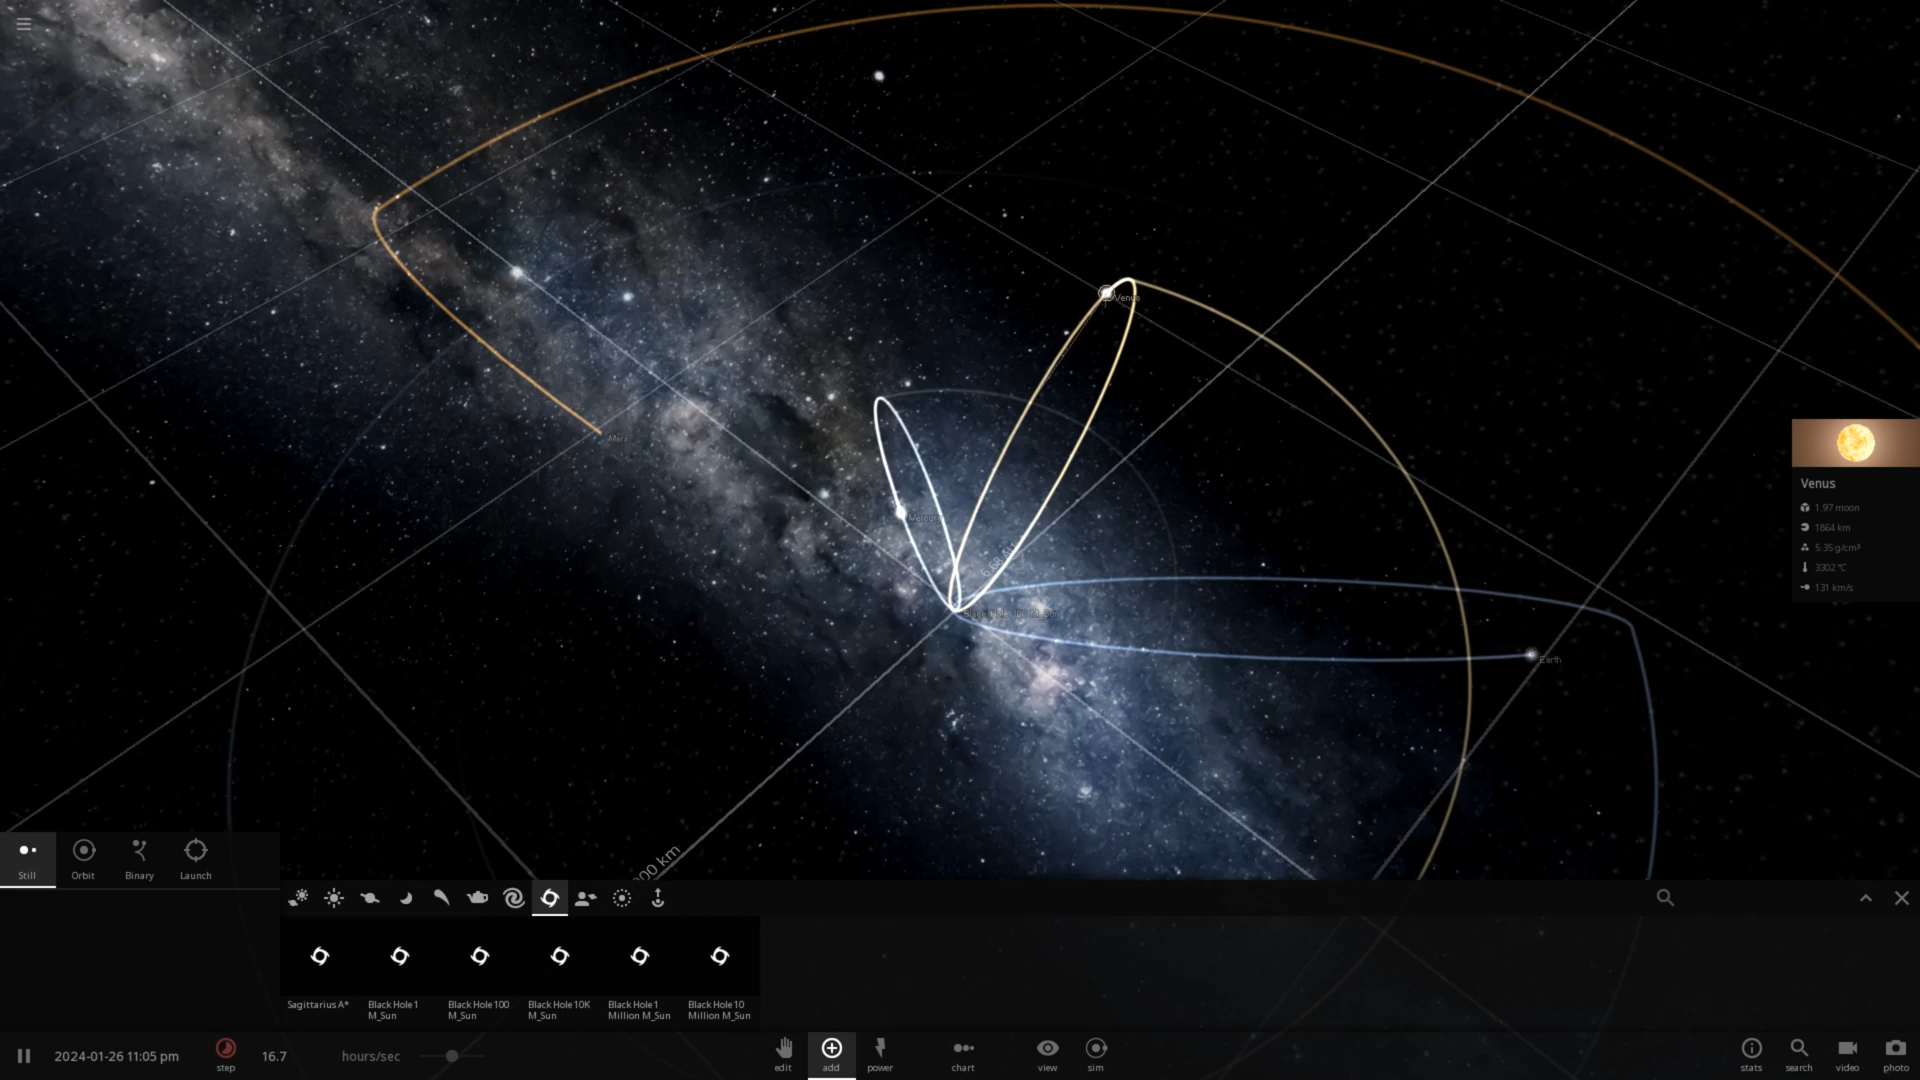 Venus
Mars
Mercury
Earth
Venus
1.97 moon
1864 km
5.35 g/cm³
3302 °C
131 km/s
000 km
Still
Orbit
Binary
Launch
Sagittarius A*
Black Hole 1
M_Sun
Black Hole 100
M_Sun
Black Hole 10K
M_Sun
Black Hole 1
Million M_Sun
Black Hole 10
Million M_Sun
2024-01-26 11:05 pm
step
16.7
hours/sec
edit
add
power
chart
view
sim
stats
search
video
photo